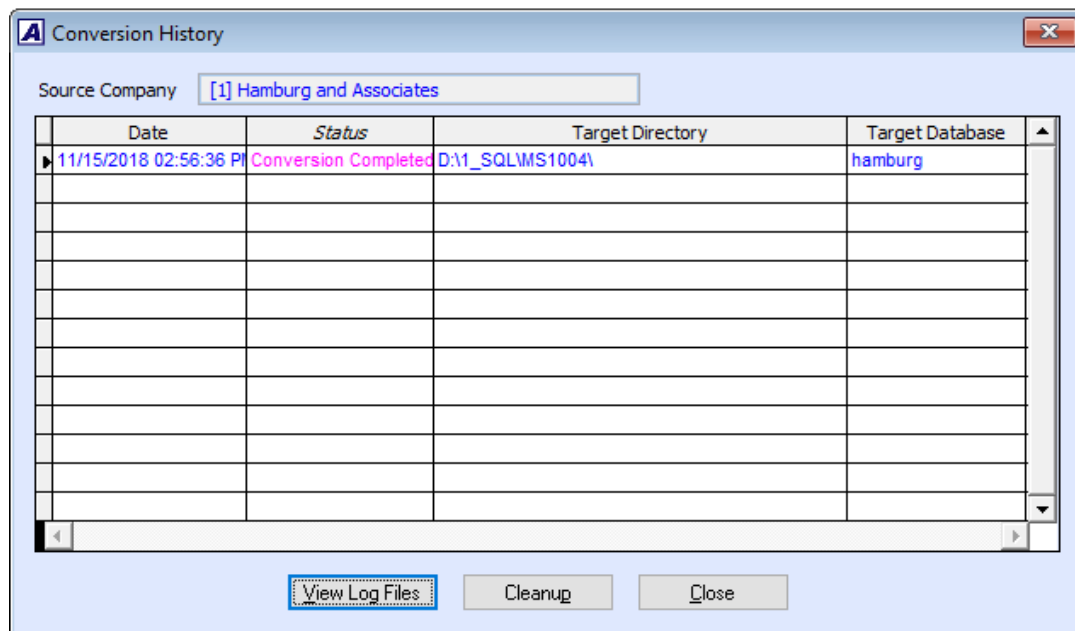 A Conversion History
Source Company [1] Hamburg and Associates
Date Status Target Directory Target Database
11/15/2018 02:56:36 Conversion Completed D:\1_SQL\MS1004\ hamburg
View Log Files Cleanup Close